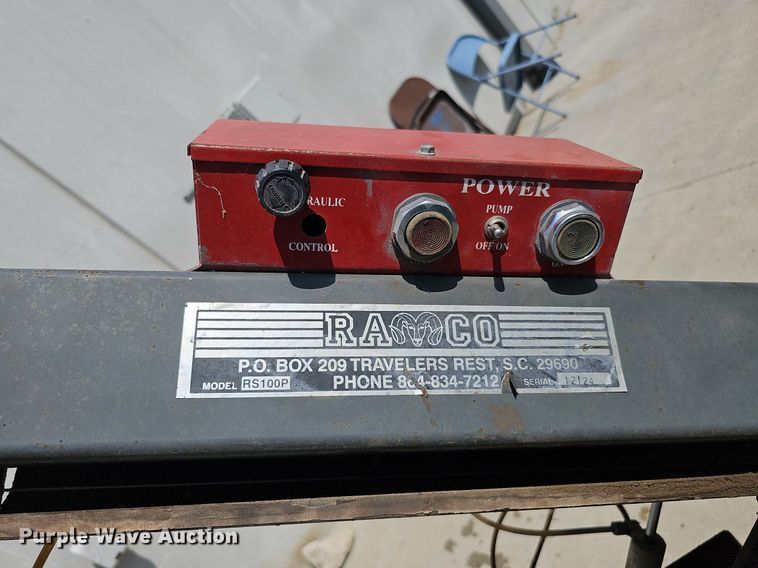 POWER
PUMP
RAULIC
CONTROL
OFF ON
RAMCO
P.O. BOX 209 TRAVELERS REST, S.C. 29690
MODEL RS100P PHONE 864-834-7212 SERIAL 12124
Purple Wave Auction